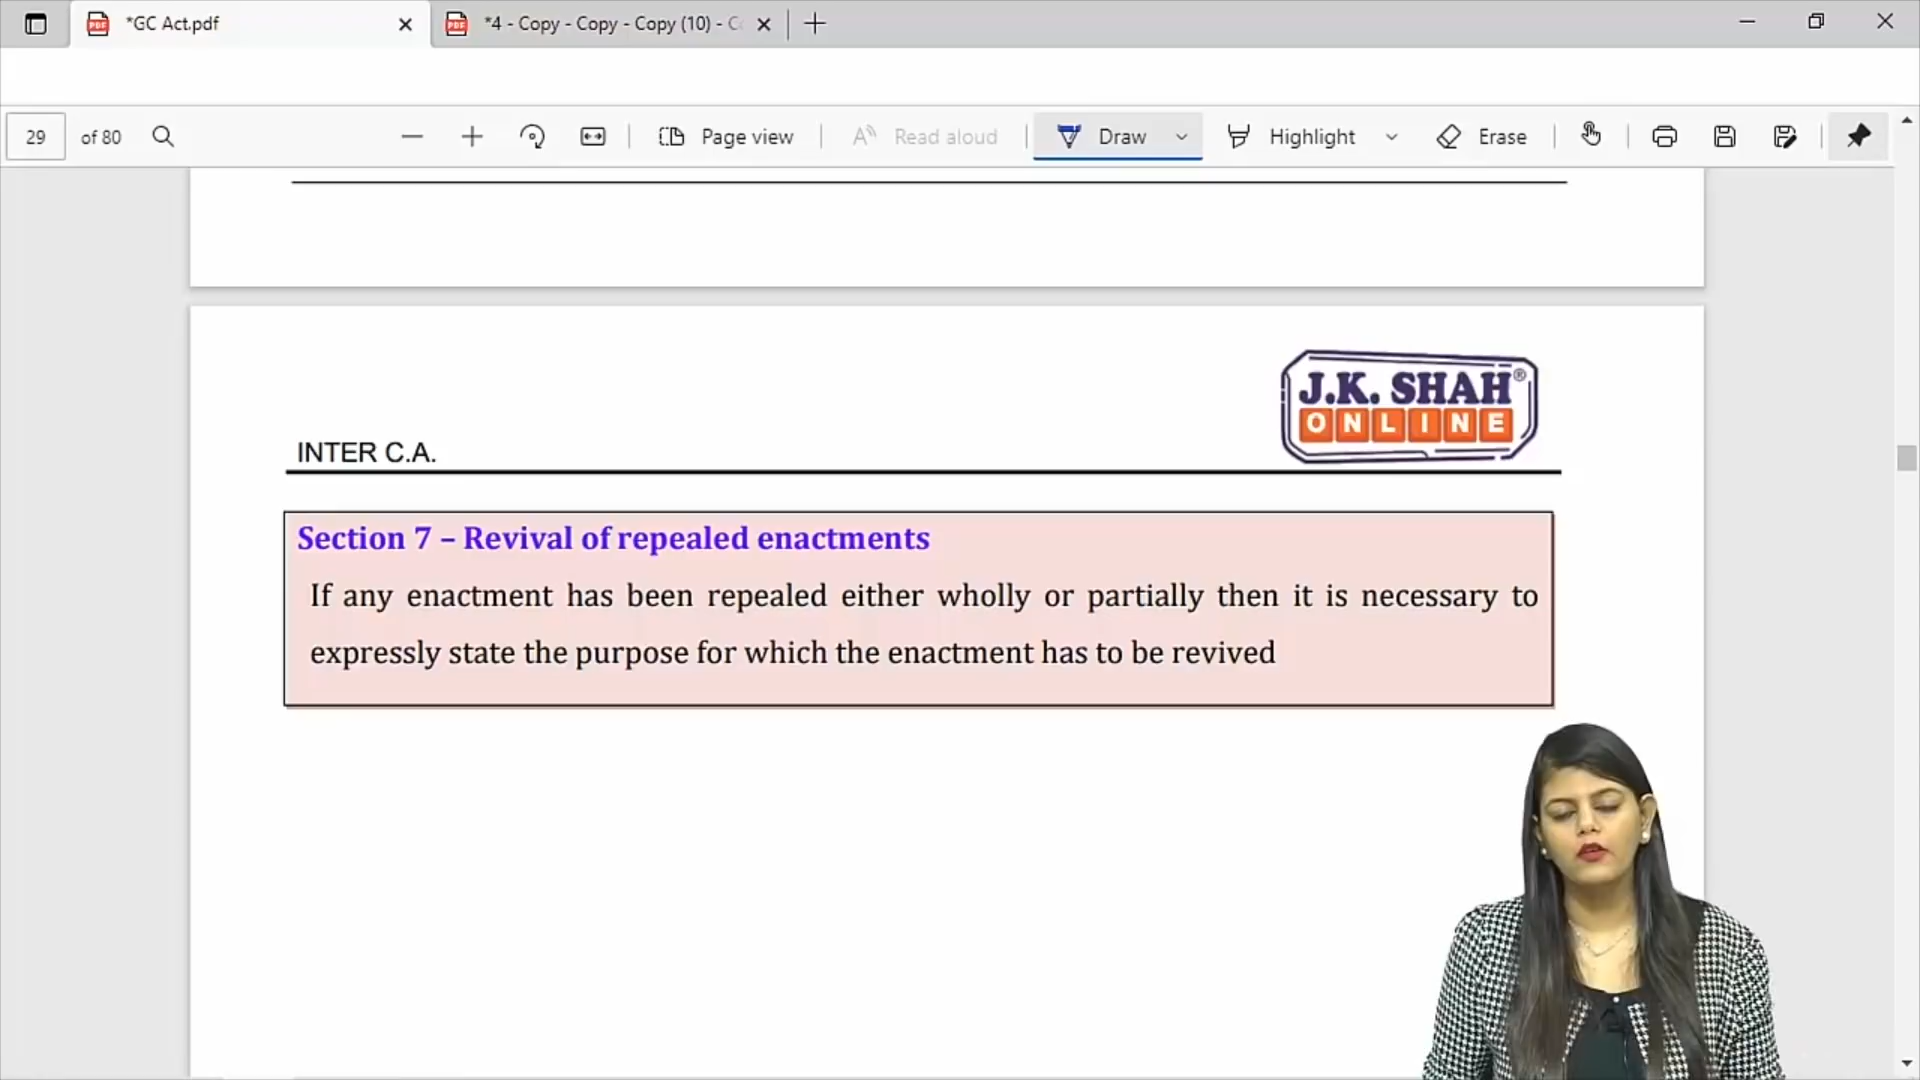 *GC Act.pdf
*4 - Copy - Copy - Copy (10) - C
29 of 80
Page view
Read aloud
Draw
Highlight
Erase
J.K. SHAH®
ONLINE
INTER C.A.
Section 7 – Revival of repealed enactments
If any enactment has been repealed either wholly or partially then it is necessary to
expressly state the purpose for which the enactment has to be revived